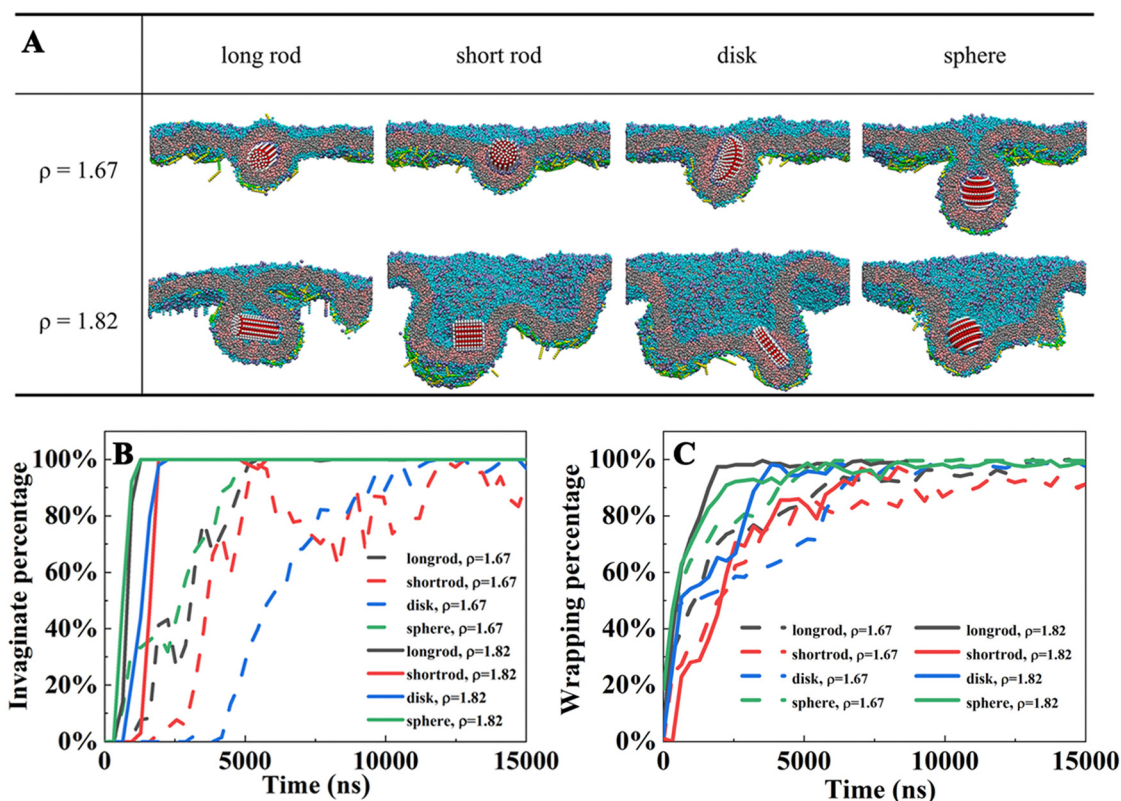 A
long rod
short rod
disk
sphere
ρ = 1.67
ρ = 1.82
B
Invaginate percentage
100%
80%
60%
40%
20%
0%
0
5000
10000
15000
Time (ns)
longrod, ρ=1.67
shortrod, ρ=1.67
disk, ρ=1.67
sphere, ρ=1.67
longrod, ρ=1.82
shortrod, ρ=1.82
disk, ρ=1.82
sphere, ρ=1.82
C
Wrapping percentage
100%
80%
60%
40%
20%
0%
0
5000
10000
15000
Time (ns)
longrod, ρ=1.67
shortrod, ρ=1.67
disk, ρ=1.67
sphere, ρ=1.67
longrod, ρ=1.82
shortrod, ρ=1.82
disk, ρ=1.82
sphere, ρ=1.82